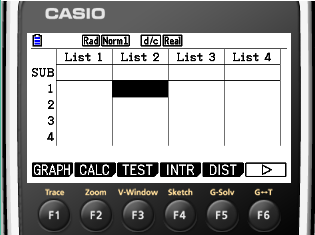 CASIO
Rad Norm1 d/c Real
List 1 List 2 List 3 List 4
SUB
1
2
3
4
GRAPH CALC TEST INTR DIST ▷
Trace Zoom V-Window Sketch G-Solv G↔T
F1 F2 F3 F4 F5 F6